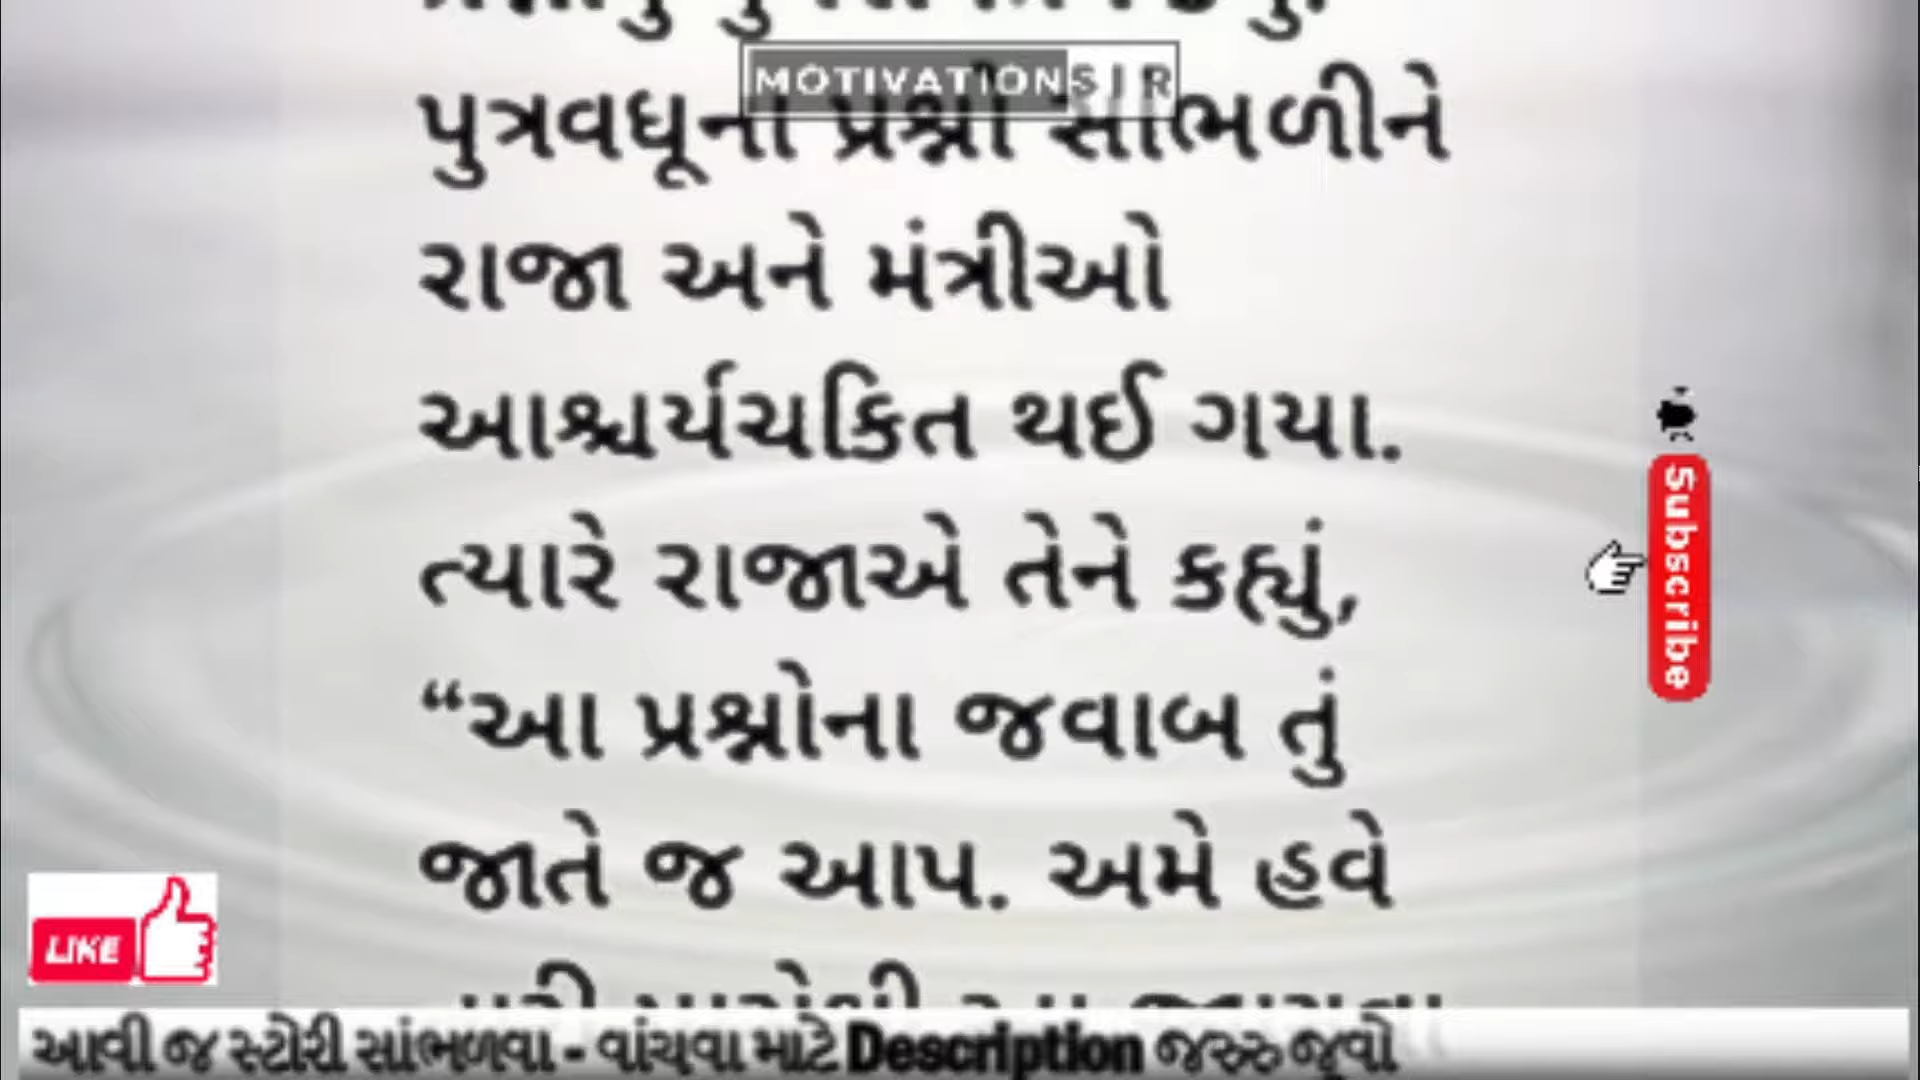 MOTIVATIONSIR
પુત્રવધૂના પ્રશ્નો સાંભળીને
રાજા અને મંત્રીઓ
આશ્ચર્યચકિત થઈ ગયા.
ત્યારે રાજાએ તેને કહ્યું,
“આ પ્રશ્નોના જવાબ તું
જાતે જ આપ. અમે હવે
Subscribe
LIKE
આવી જ સ્ટોરી સાંભળવા - વાંચવા માટે Description જરુર જૂવો